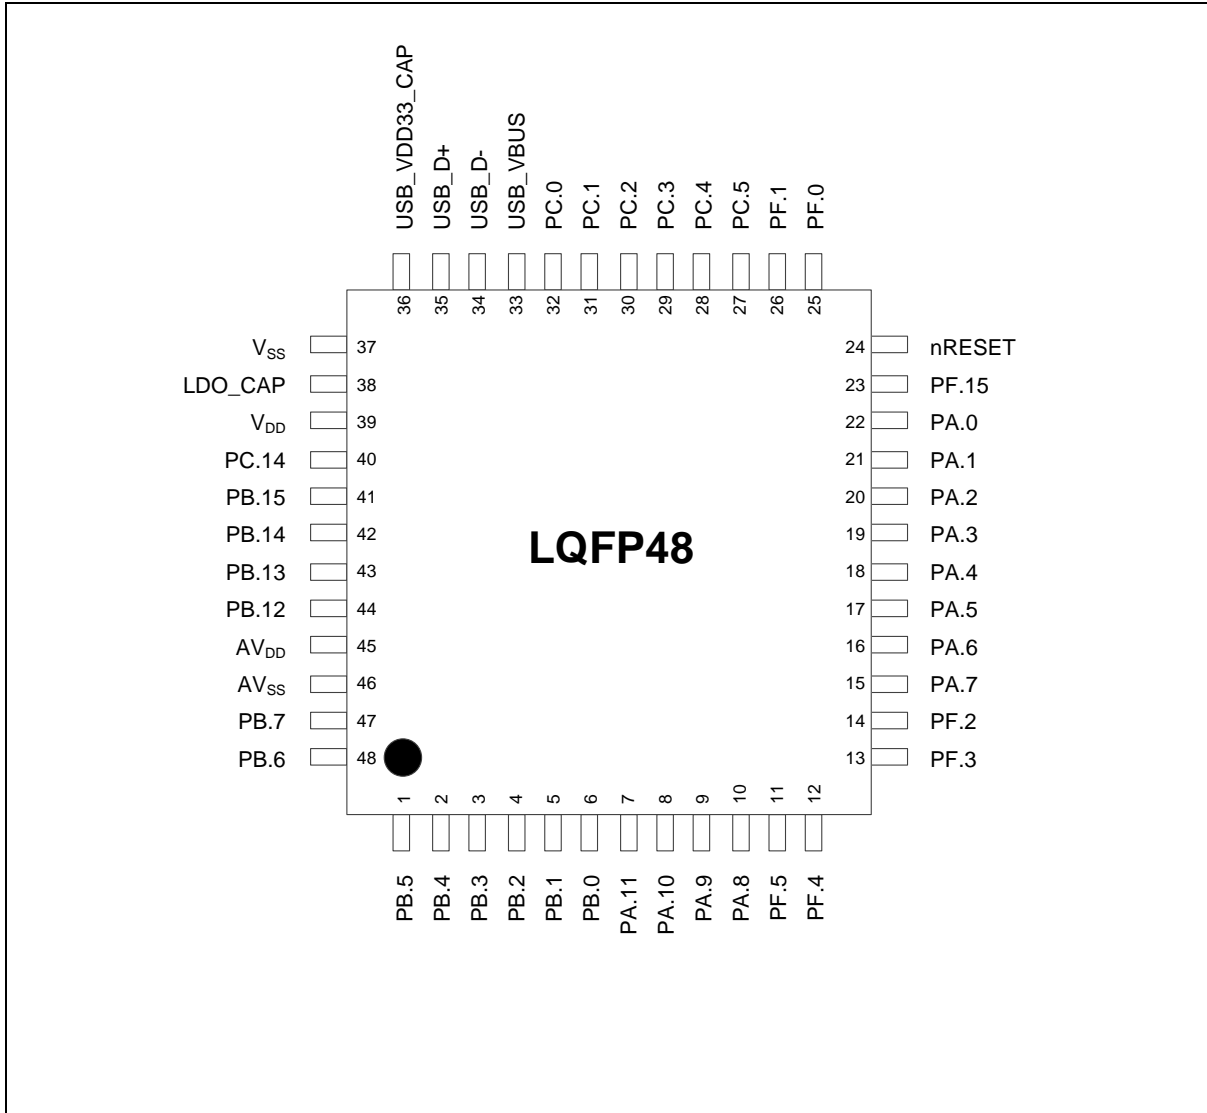 USB_VDD33_CAP
USB_D+
USB_D-
USB_VBUS
PC.0
PC.1
PC.2
PC.3
PC.4
PC.5
PF.1
PF.0
36
35
34
33
32
31
30
29
28
27
26
25
VSS 37
LDO_CAP 38
VDD 39
PC.14 40
PB.15 41
PB.14 42
PB.13 43
PB.12 44
AVDD 45
AVSS 46
PB.7 47
PB.6 48
LQFP48
24 nRESET
23 PF.15
22 PA.0
21 PA.1
20 PA.2
19 PA.3
18 PA.4
17 PA.5
16 PA.6
15 PA.7
14 PF.2
13 PF.3
1
2
3
4
5
6
7
8
9
10
11
12
PB.5
PB.4
PB.3
PB.2
PB.1
PB.0
PA.11
PA.10
PA.9
PA.8
PF.5
PF.4